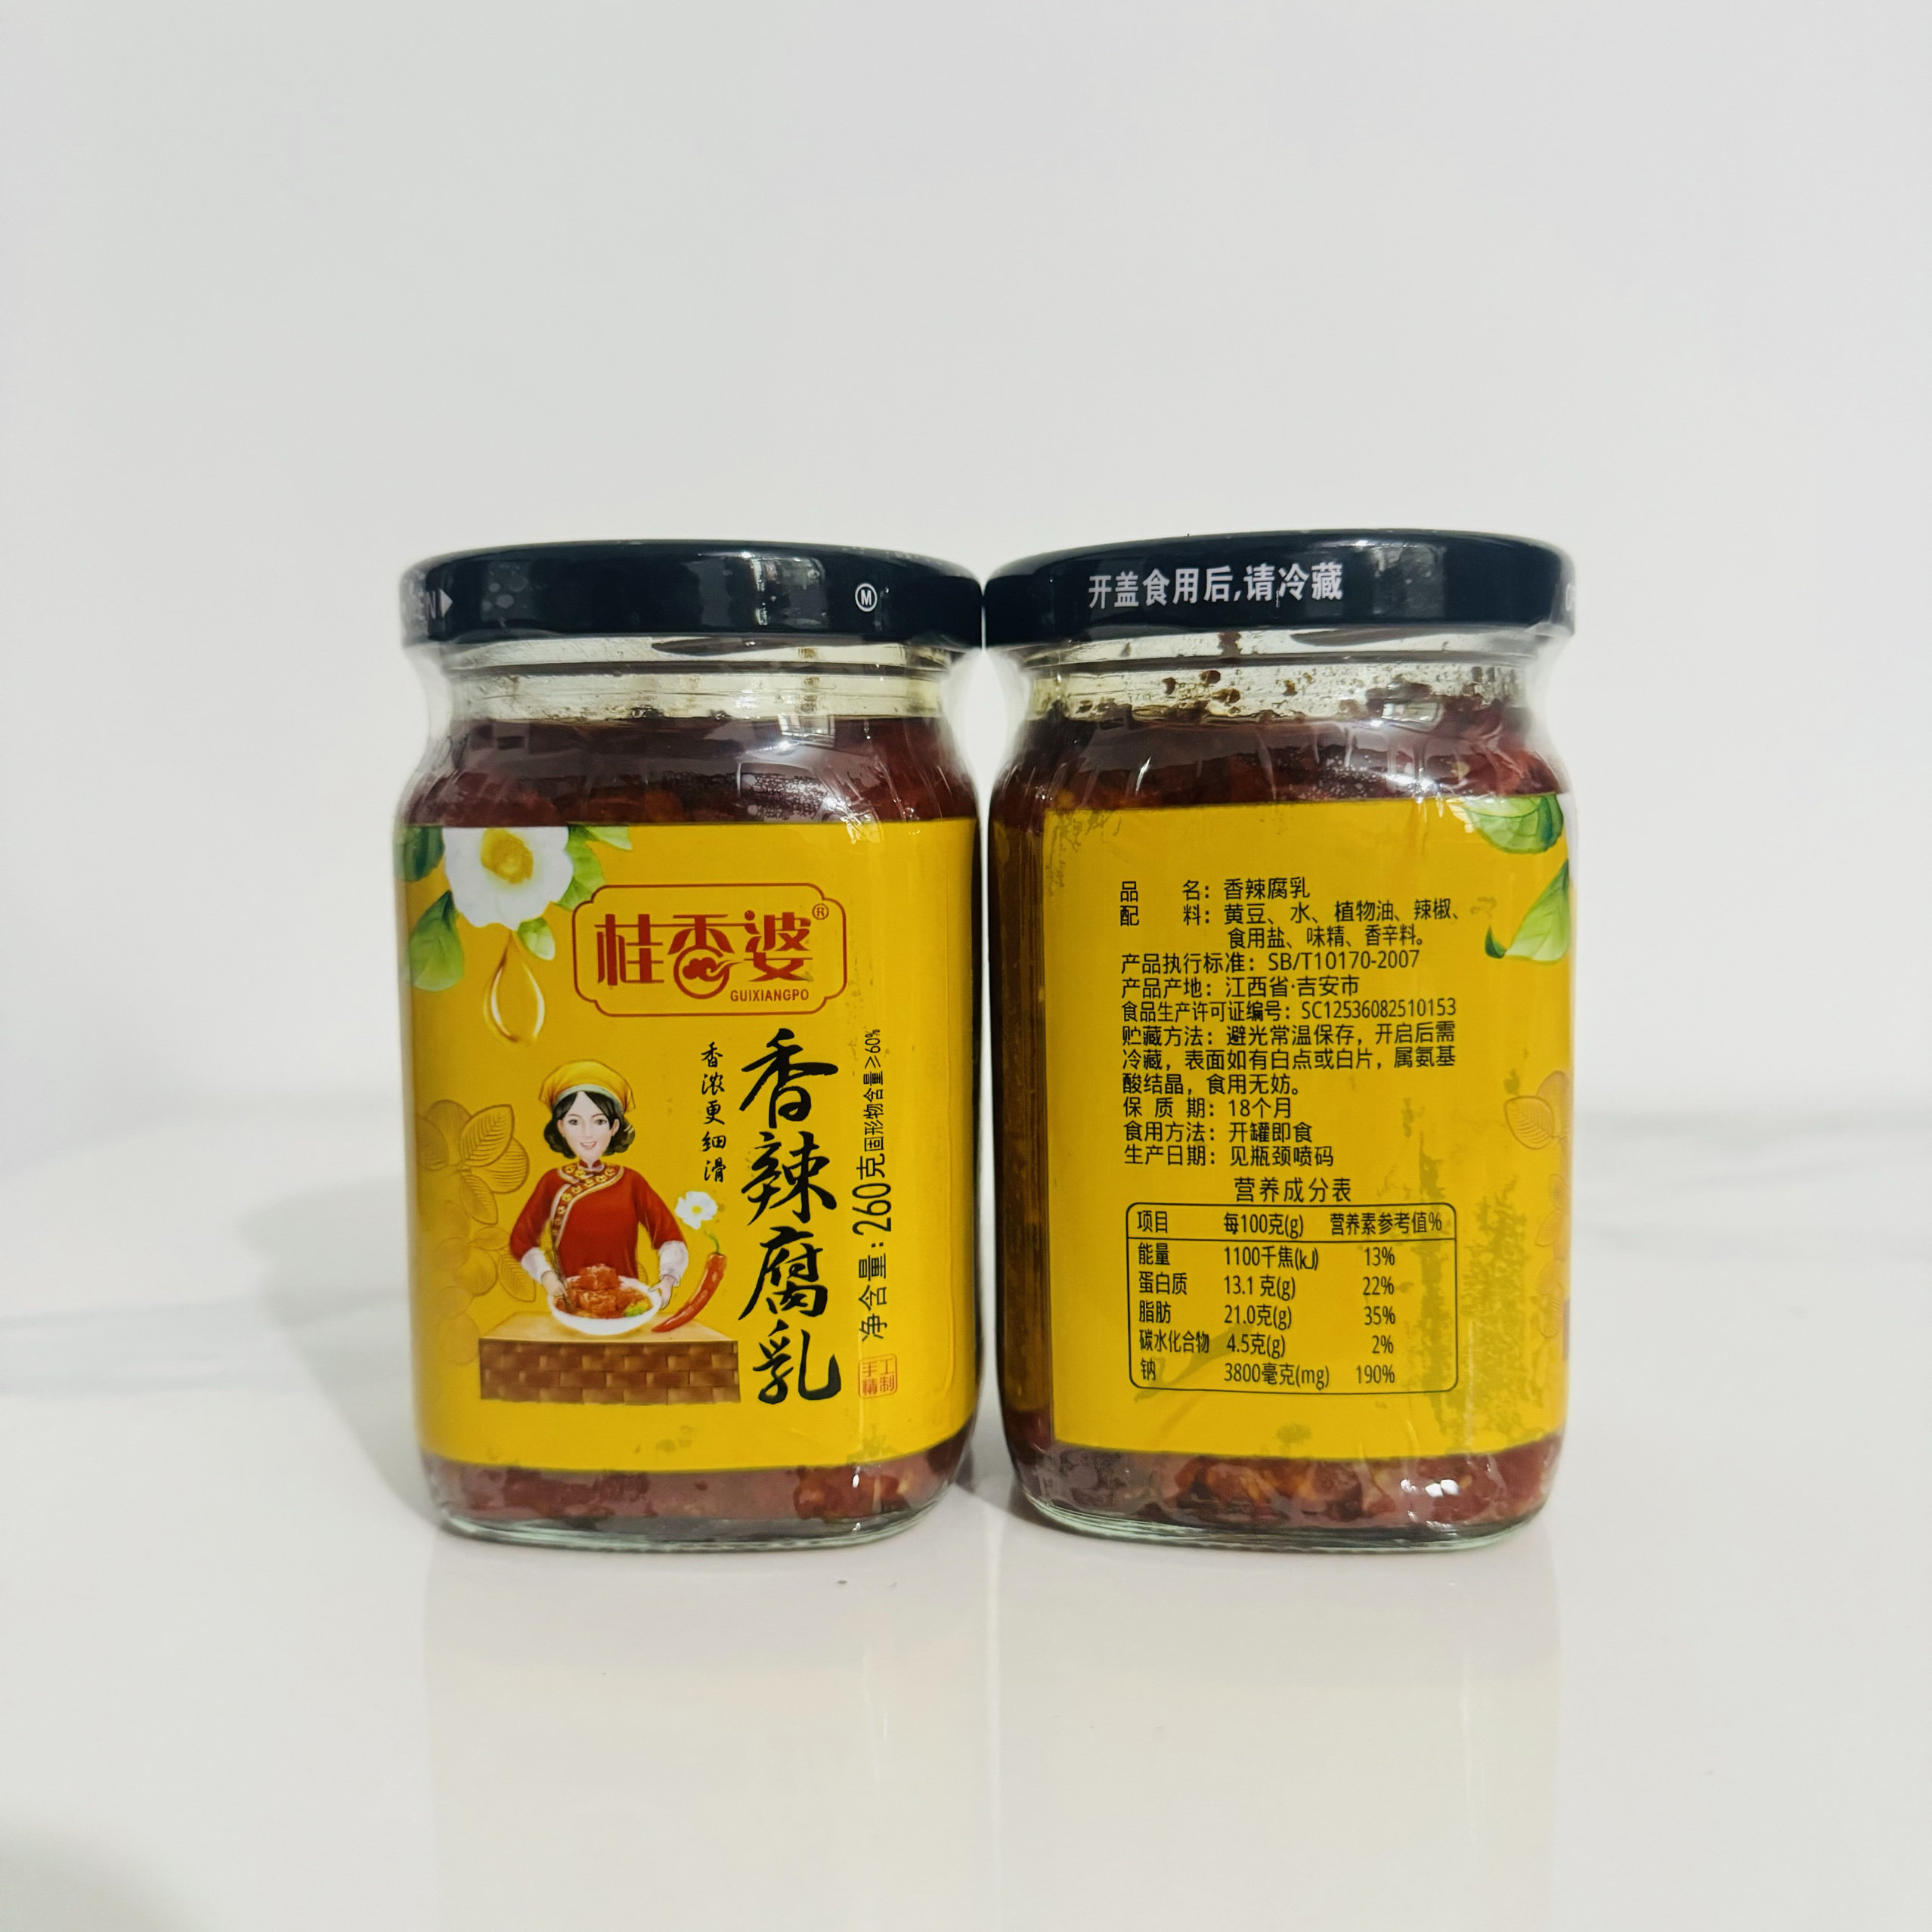 M
桂香婆®
GUIXIANGPO
香浓更细滑
香辣腐乳
净含量：260克固形物含量≥60%
手工
精制
开盖食用后,请冷藏
品 名：香辣腐乳
配 料：黄豆、水、植物油、辣椒、
食用盐、味精、香辛料。
产品执行标准：SB/T10170-2007
产品产地：江西省·吉安市
食品生产许可证编号：SC12536082510153
贮藏方法：避光常温保存，开启后需
冷藏，表面如有白点或白片，属氨基
酸结晶，食用无妨。
保 质 期：18个月
食用方法：开罐即食
生产日期：见瓶颈喷码
营养成分表
项目 每100克(g) 营养素参考值%
能量 1100千焦(kJ) 13%
蛋白质 13.1克(g) 22%
脂肪 21.0克(g) 35%
碳水化合物 4.5克(g) 2%
钠 3800毫克(mg) 190%